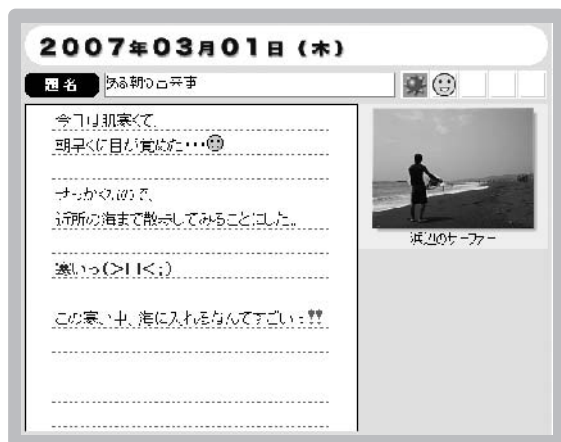 2007年03月01日（木）
題名 ある朝の出来事
今日は肌寒くて、
朝早くに目が覚めた・・・
せっかくなので、
近所の海まで散歩してみることにした。
寒いっ(>□<;)
この寒い中、海に入れるなんてすごいっ!!
浜辺のサーファー